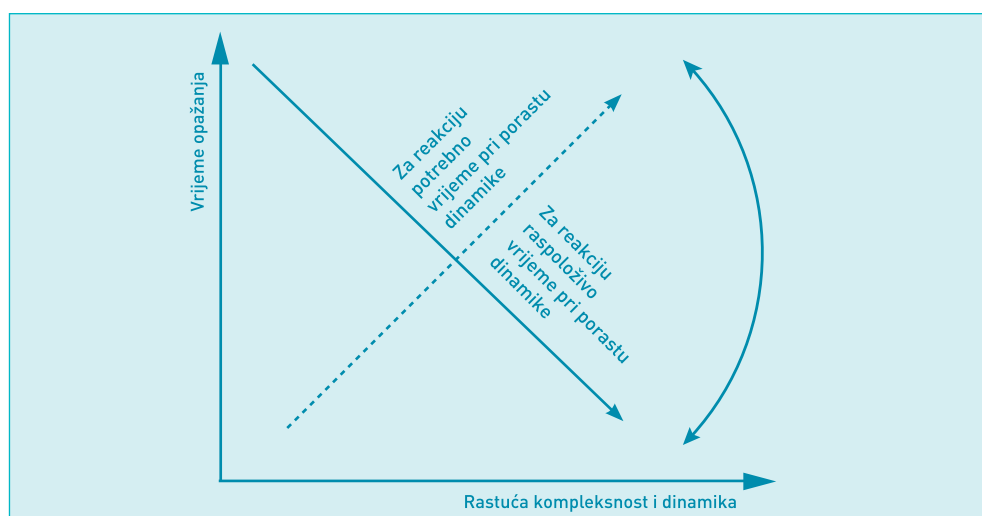 Vrijeme opažanja
Za reakciju
potrebno
vrijeme pri porastu
dinamike
Za reakciju
raspoloživo
vrijeme pri porastu
dinamike
Rastuća kompleksnost i dinamika